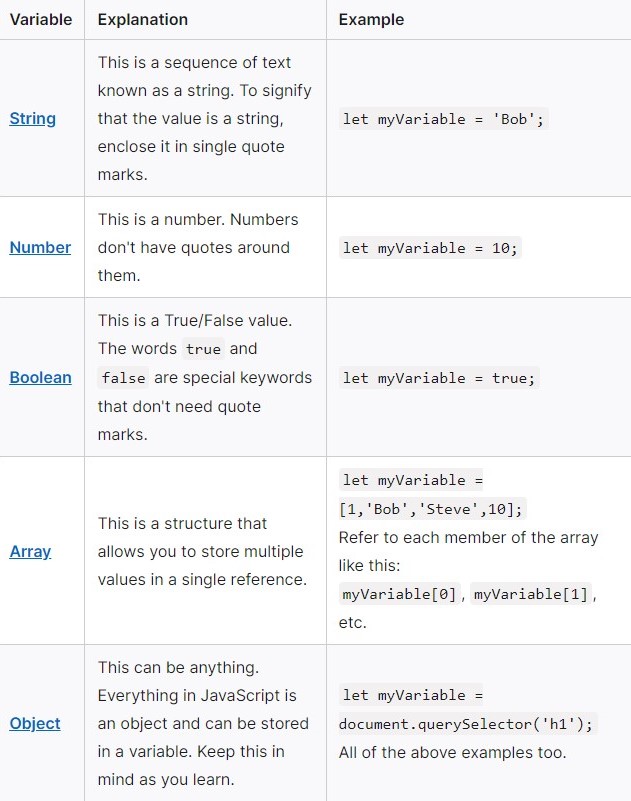 Variable Explanation Example
String
This is a sequence of text
known as a string. To signify
that the value is a string,
enclose it in single quote
marks.
let myVariable = 'Bob';
Number
This is a number. Numbers
don't have quotes around
them.
let myVariable = 10;
Boolean
This is a True/False value.
The words true and
false are special keywords
that don't need quote
marks.
let myVariable = true;
Array
This is a structure that
allows you to store multiple
values in a single reference.
let myVariable =
[1,'Bob','Steve',10];
Refer to each member of the array
like this:
myVariable[0], myVariable[1],
etc.
Object
This can be anything.
Everything in JavaScript is
an object and can be stored
in a variable. Keep this in
mind as you learn.
let myVariable =
document.querySelector('h1');
All of the above examples too.